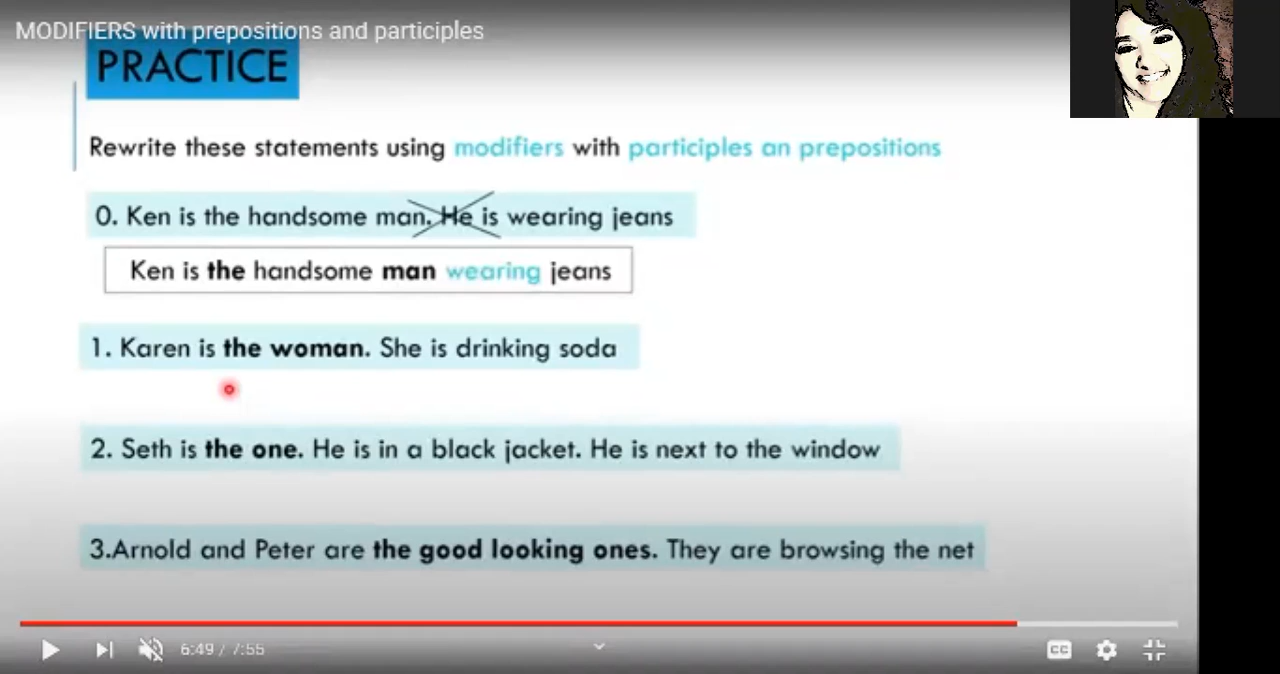 MODIFIERS with prepositions and participles
PRACTICE
Rewrite these statements using modifiers with participles an prepositions
0. Ken is the handsome man. He is wearing jeans
Ken is the handsome man wearing jeans
1. Karen is the woman. She is drinking soda
2. Seth is the one. He is in a black jacket. He is next to the window
3.Arnold and Peter are the good looking ones. They are browsing the net
6:49 / 7:55
CC